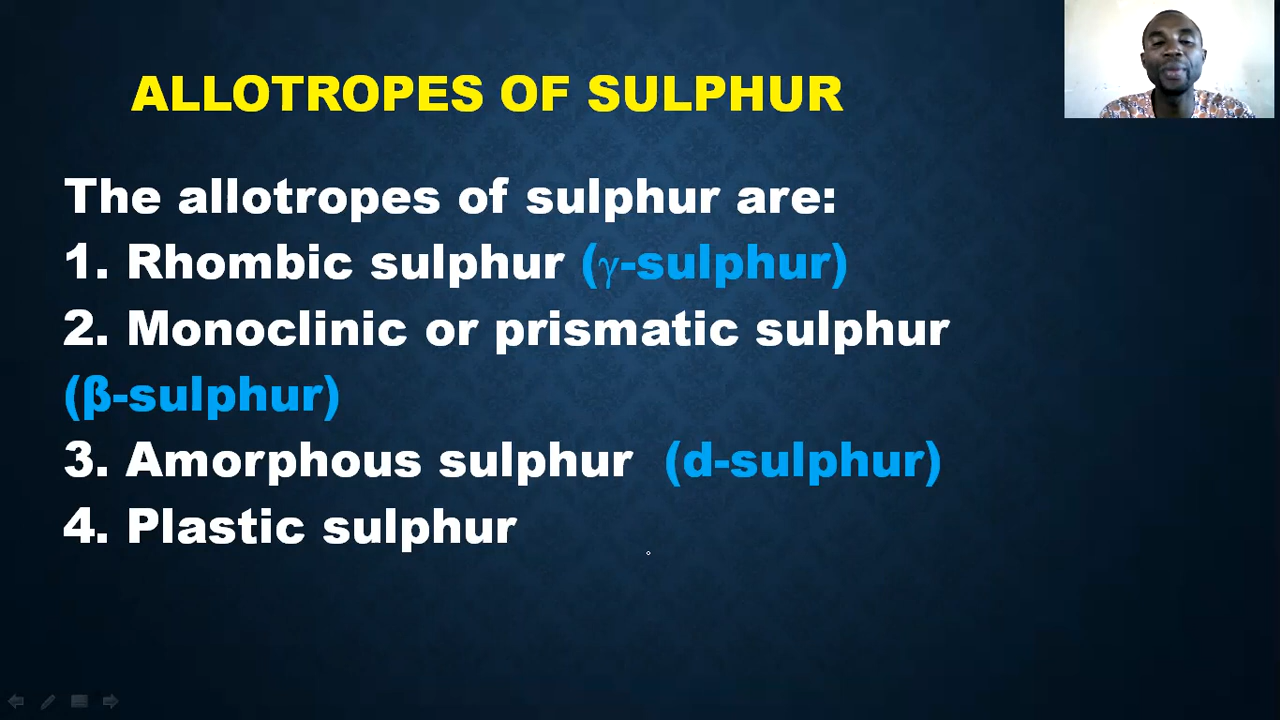 ALLOTROPES OF SULPHUR
The allotropes of sulphur are:
1. Rhombic sulphur (γ-sulphur)
2. Monoclinic or prismatic sulphur
(β-sulphur)
3. Amorphous sulphur (d-sulphur)
4. Plastic sulphur